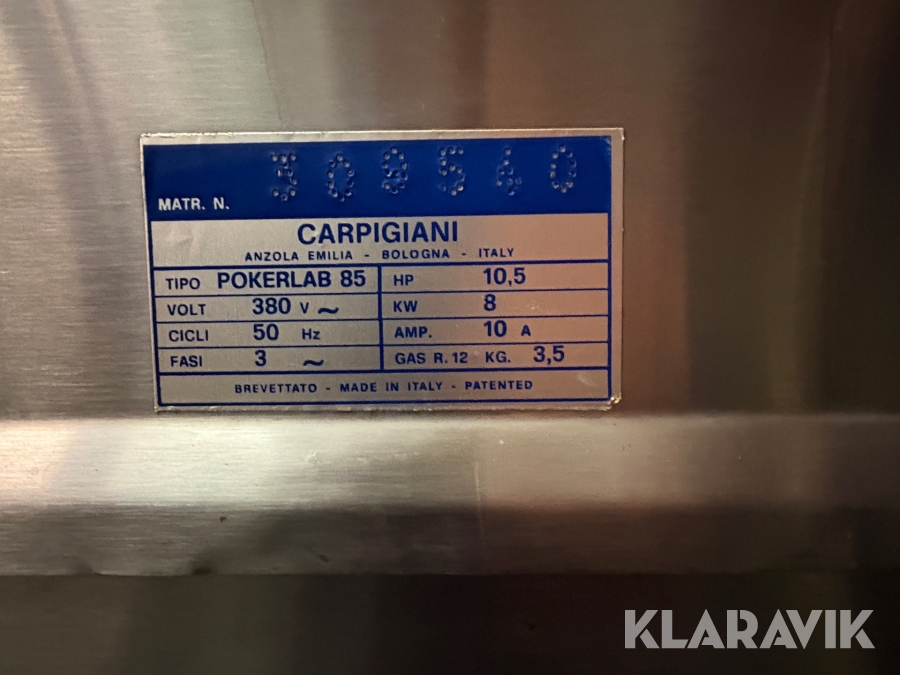 MATR. N. 309540
CARPIGIANI
ANZOLA EMILIA - BOLOGNA - ITALY
TIPO POKERLAB 85 HP 10,5
VOLT 380 V ~ KW 8
CICLI 50 Hz AMP. 10 A
FASI 3 ~ GAS R. 12 KG. 3,5
BREVETTATO - MADE IN ITALY - PATENTED
KLARAVIK